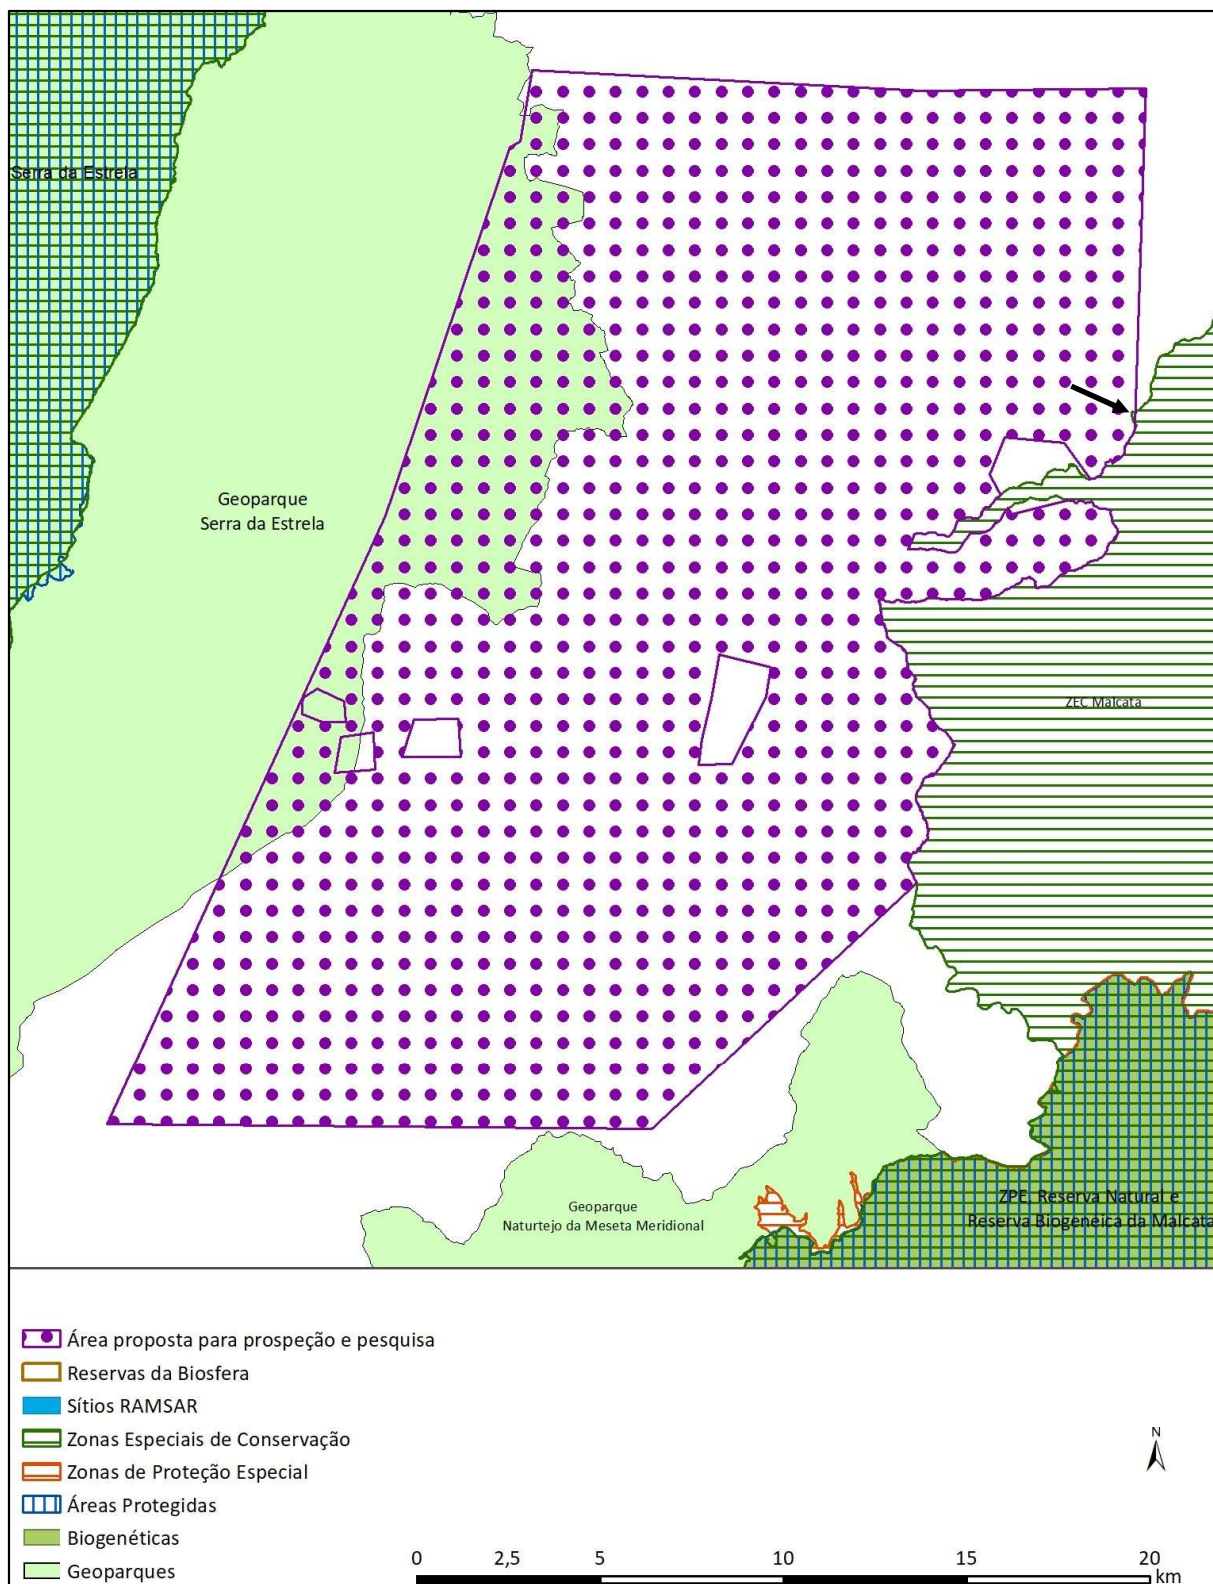 Serra da Estrela
Geoparque
Serra da Estrela
ZEC Malcata
ZPE, Reserva Natural e
Reserva Biogenéica da Malcata
Geoparque
Naturtejo da Meseta Meridional
Área proposta para prospeção e pesquisa
Reservas da Biosfera
Sítios RAMSAR
Zonas Especiais de Conservação
Zonas de Proteção Especial
Áreas Protegidas
Biogenéticas
Geoparques
N
0 2,5 5 10 15 20
km